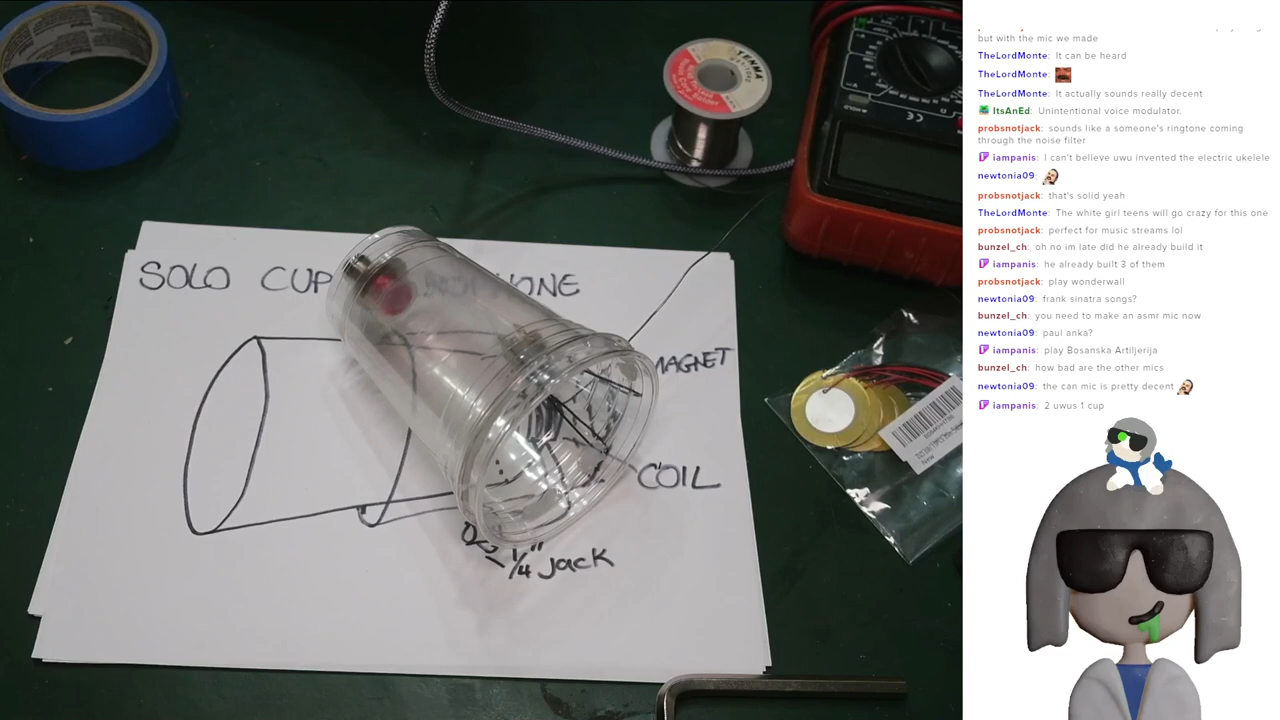 TENMA
SOLO CUP
PHONE
MAGNET
COIL
1/4" jack
HOLD
CE
but with the mic we made
TheLordMonte: It can be heard
TheLordMonte:
TheLordMonte: It actually sounds really decent
ItsAnEd: Unintentional voice modulator.
probsnotjack: sounds like a someone's ringtone coming
through the noise filter
iampanis: I can't believe uwu invented the electric ukelele
newtonia09:
probsnotjack: that's solid yeah
TheLordMonte: The white girl teens will go crazy for this one
probsnotjack: perfect for music streams lol
bunzel_ch: oh no im late did he already build it
iampanis: he already built 3 of them
probsnotjack: play wonderwall
newtonia09: frank sinatra songs?
bunzel_ch: you need to make an asmr mic now
newtonia09: paul anka?
iampanis: play Bosanska Artiljerija
bunzel_ch: how bad are the other mics
newtonia09: the can mic is pretty decent
iampanis: 2 uwus 1 cup